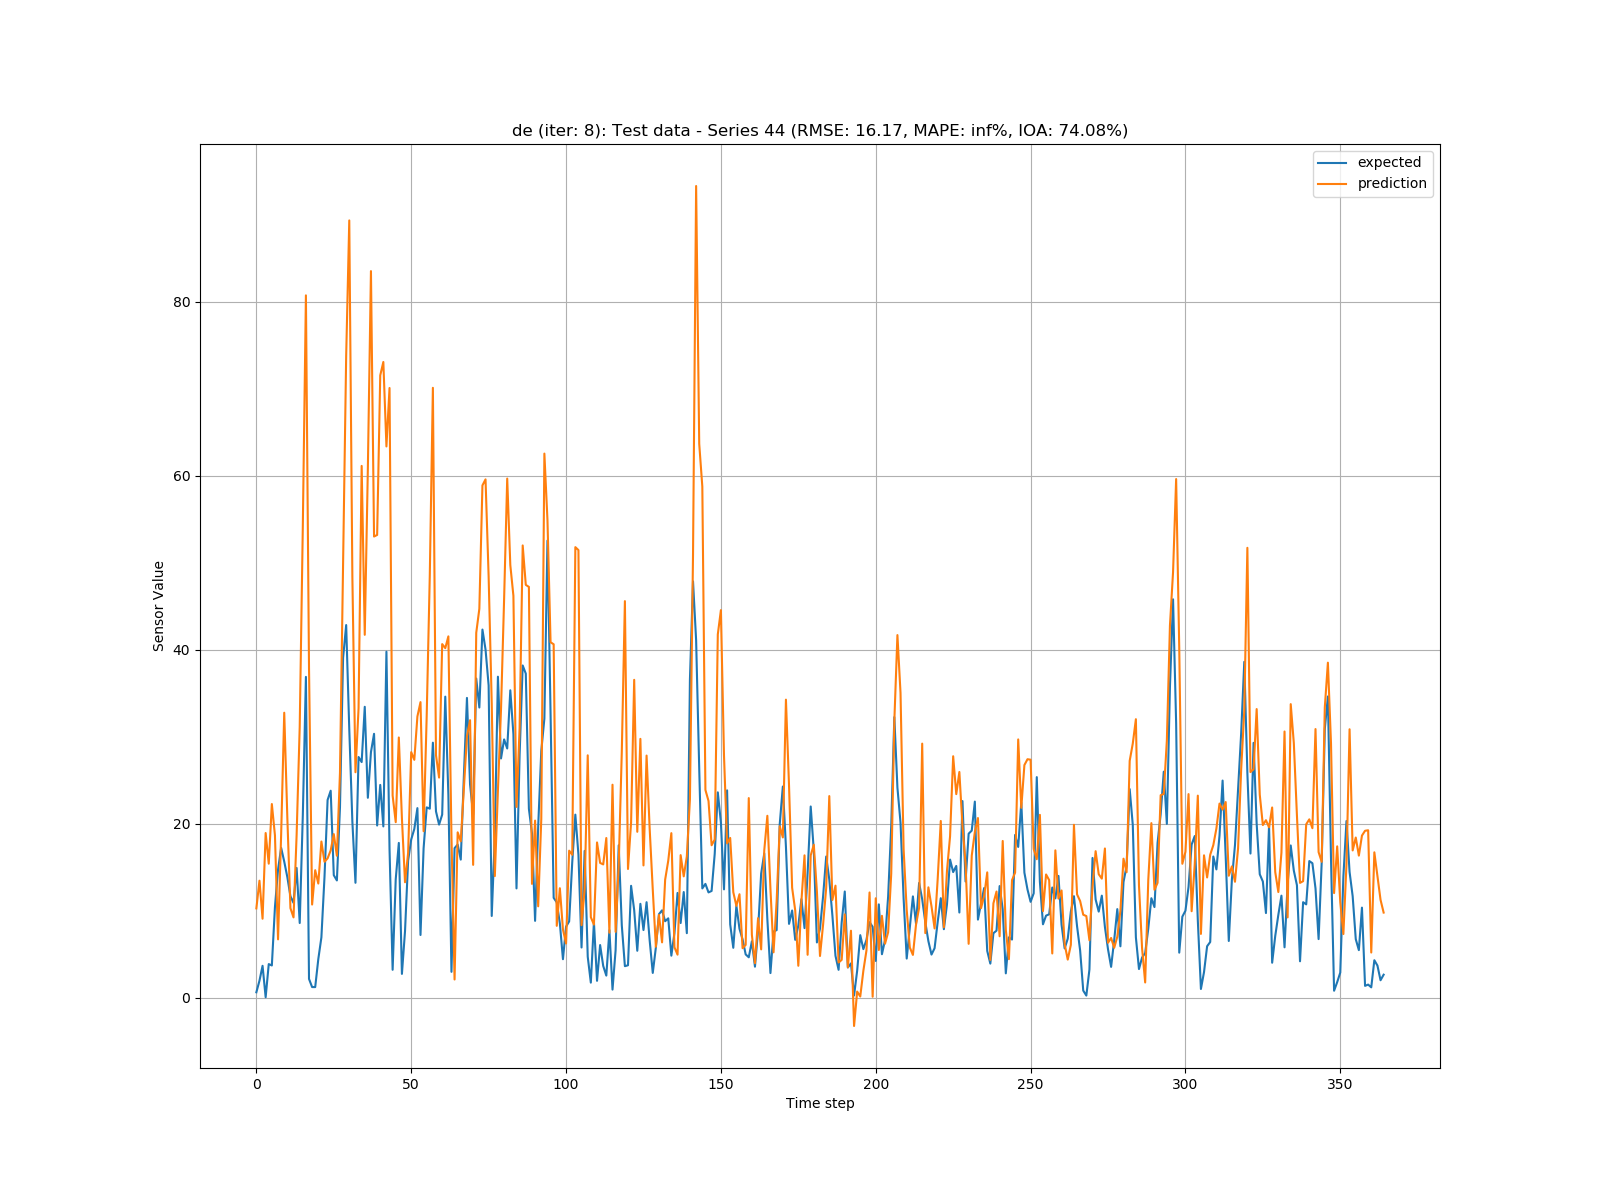 de (iter: 8): Test data - Series 44 (RMSE: 16.17, MAPE: inf%, IOA: 74.08%)
expected
prediction
80
60
40
20
0
Sensor Value
0 50 100 150 200 250 300 350
Time step